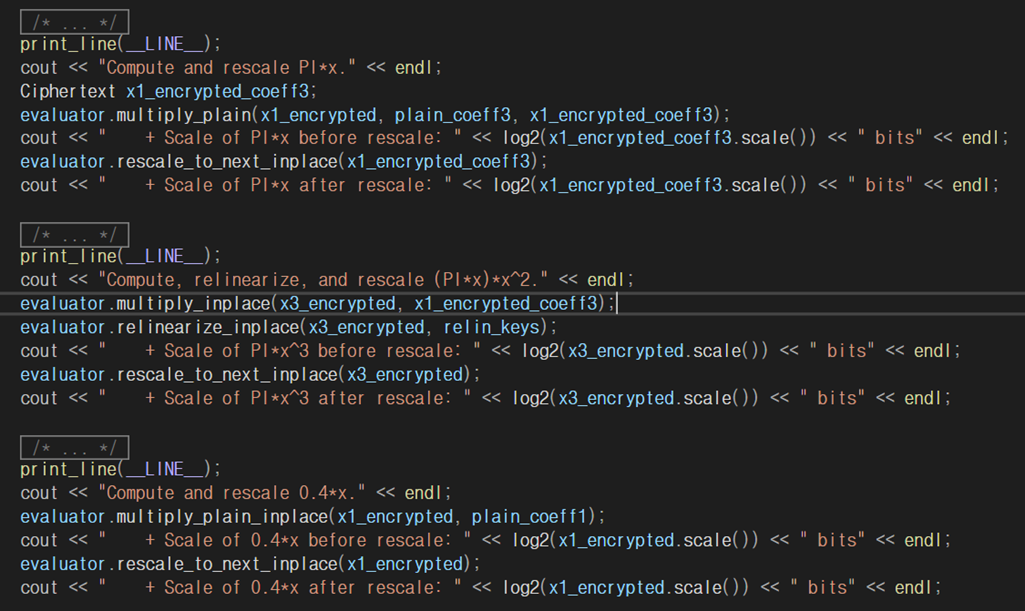 /* ... */
print_line(__LINE__);
cout << "Compute and rescale PI*x." << endl;
Ciphertext x1_encrypted_coeff3;
evaluator.multiply_plain(x1_encrypted, plain_coeff3, x1_encrypted_coeff3);
cout << "    + Scale of PI*x before rescale: " << log2(x1_encrypted_coeff3.scale()) << " bits" << endl;
evaluator.rescale_to_next_inplace(x1_encrypted_coeff3);
cout << "    + Scale of PI*x after rescale: " << log2(x1_encrypted_coeff3.scale()) << " bits" << endl;
/* ... */
print_line(__LINE__);
cout << "Compute, relinearize, and rescale (PI*x)*x^2." << endl;
evaluator.multiply_inplace(x3_encrypted, x1_encrypted_coeff3);
evaluator.relinearize_inplace(x3_encrypted, relin_keys);
cout << "    + Scale of PI*x^3 before rescale: " << log2(x3_encrypted.scale()) << " bits" << endl;
evaluator.rescale_to_next_inplace(x3_encrypted);
cout << "    + Scale of PI*x^3 after rescale: " << log2(x3_encrypted.scale()) << " bits" << endl;
/* ... */
print_line(__LINE__);
cout << "Compute and rescale 0.4*x." << endl;
evaluator.multiply_plain_inplace(x1_encrypted, plain_coeff1);
cout << "    + Scale of 0.4*x before rescale: " << log2(x1_encrypted.scale()) << " bits" << endl;
evaluator.rescale_to_next_inplace(x1_encrypted);
cout << "    + Scale of 0.4*x after rescale: " << log2(x1_encrypted.scale()) << " bits" << endl;